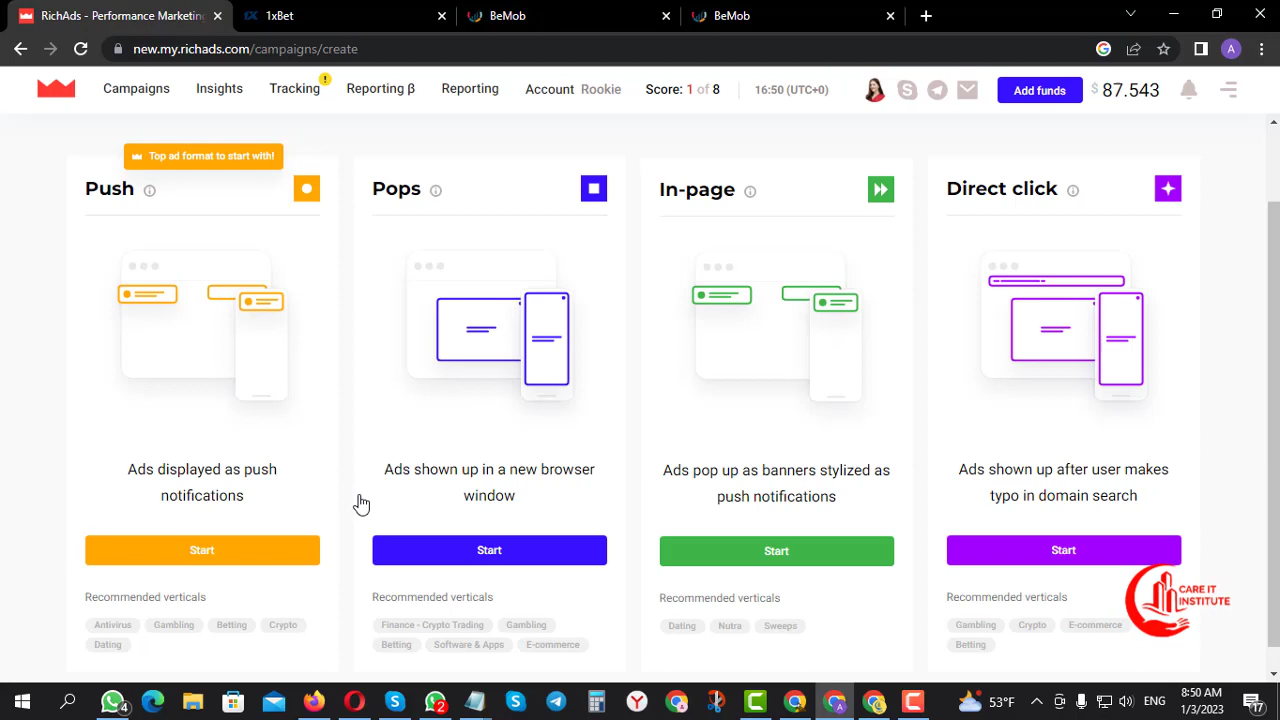 RichAds - Performance Marketing
1xBet
BeMob
BeMob
new.my.richads.com/campaigns/create
A
Campaigns
Insights
Tracking
!
Reporting β
Reporting
Account Rookie
Score: 1 of 8
16:50 (UTC+0)
Add funds
$ 87.543
Top ad format to start with!
Push
Pops
In-page
Direct click
Ads displayed as push
notifications
Ads shown up in a new browser
window
Ads pop up as banners stylized as
push notifications
Ads shown up after user makes
typo in domain search
Start
Start
Start
Start
Recommended verticals
Antivirus
Gambling
Betting
Crypto
Dating
Recommended verticals
Finance - Crypto Trading
Gambling
Betting
Software & Apps
E-commerce
Recommended verticals
Dating
Nutra
Sweeps
Recommended verticals
Gambling
Crypto
E-commerce
Betting
CARE IT
INSTITUTE
4
2
53°F
ENG
8:50 AM
1/3/2023
17